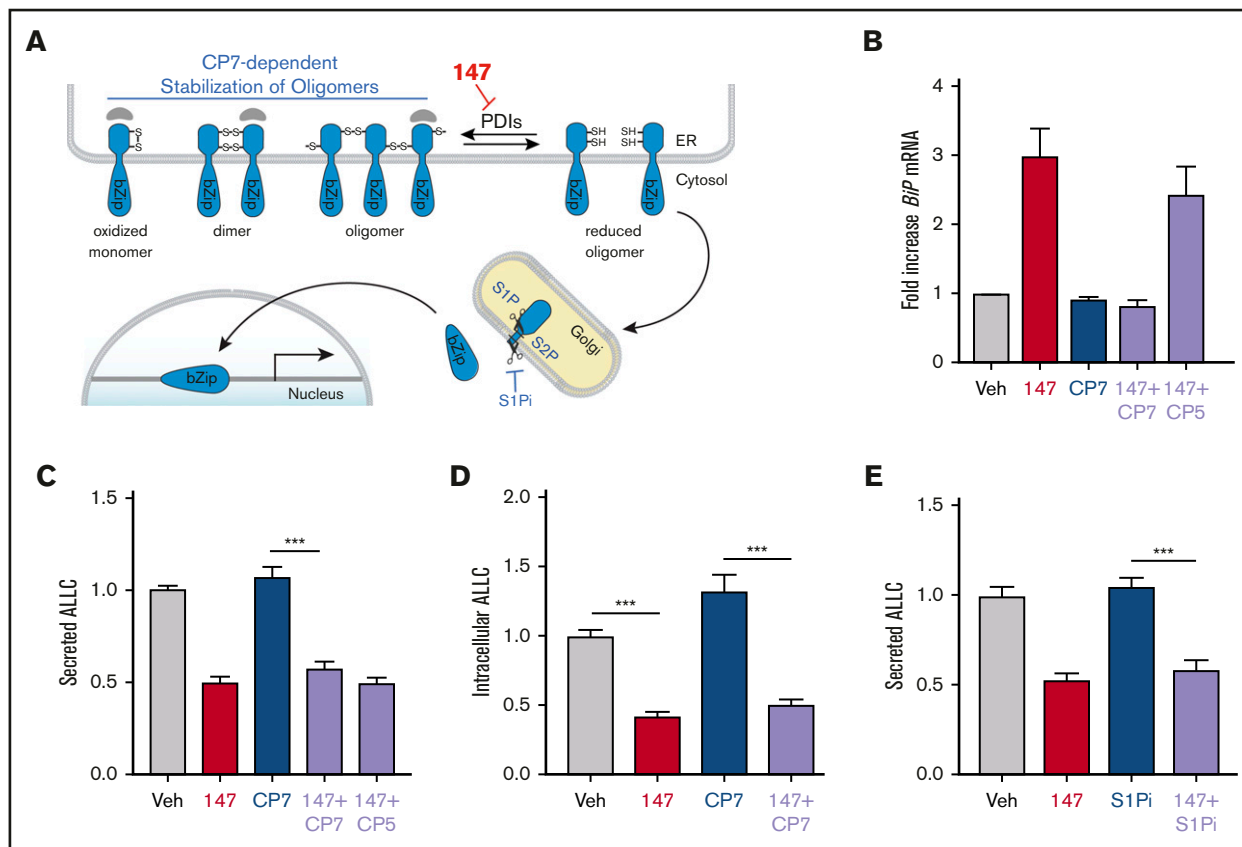 A
CP7-dependent
Stabilization of Oligomers
147
PDIs
S
S
S-S
S-S
-S
S-S
S-S
S-
SH
SH
SH
SH
ER
Cytosol
bZip
bZip
bZip
bZip
bZip
bZip
bZip
bZip
oxidized
monomer
dimer
oligomer
reduced
oligomer
S1P
S2P
Golgi
S1Pi
bZip
bZip
Nucleus
B
Fold increase BiP mRNA
4
3
2
1
0
Veh
147
CP7
147+
CP7
147+
CP5
C
Secreted ALLC
1.5
1.0
0.5
0.0
***
Veh
147
CP7
147+
CP7
147+
CP5
D
Intracellular ALLC
2.0
1.5
1.0
0.5
0.0
***
***
Veh
147
CP7
147+
CP7
E
Secreted ALLC
1.5
1.0
0.5
0.0
***
Veh
147
S1Pi
147+
S1Pi